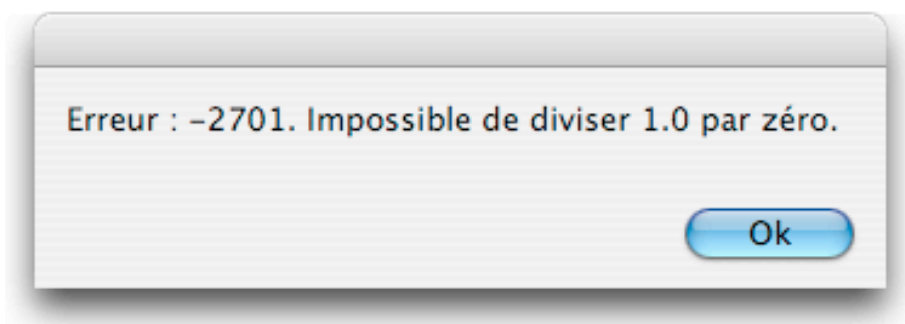 Erreur : −2701. Impossible de diviser 1.0 par zéro.
Ok